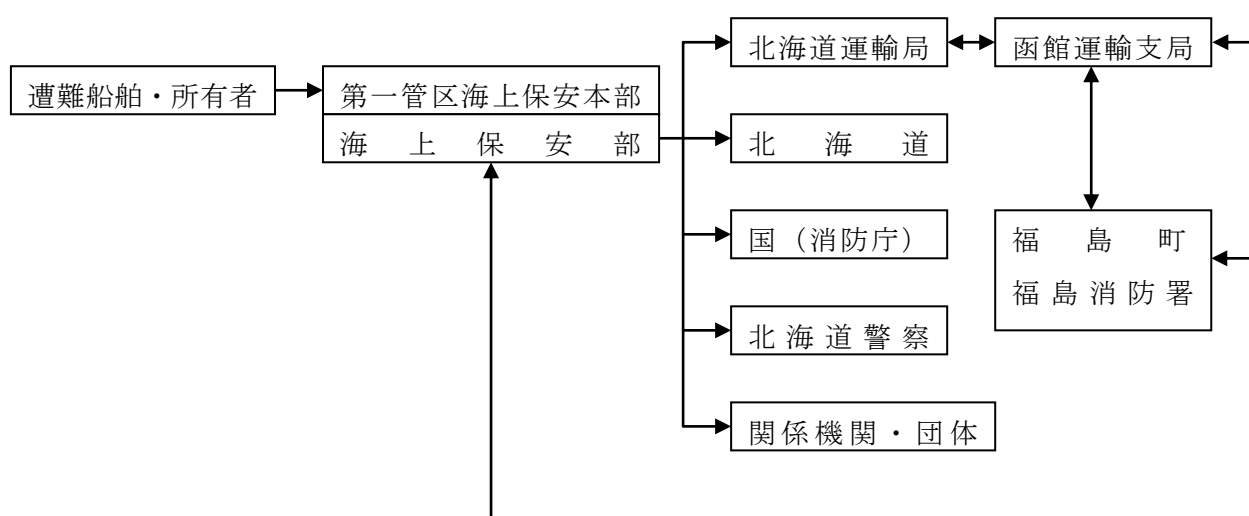 北海道運輸局
函館運輸支局
遭難船舶・所有者
第一管区海上保安本部
海上保安部
北海道
国（消防庁）
福島町
福島消防署
北海道警察
関係機関・団体